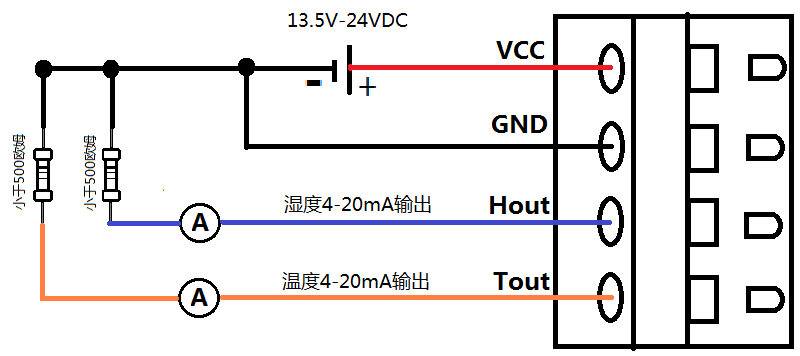 13.5V-24VDC
VCC
- +
GND
小于500欧姆
小于500欧姆
A
湿度4-20mA输出
Hout
A
温度4-20mA输出
Tout